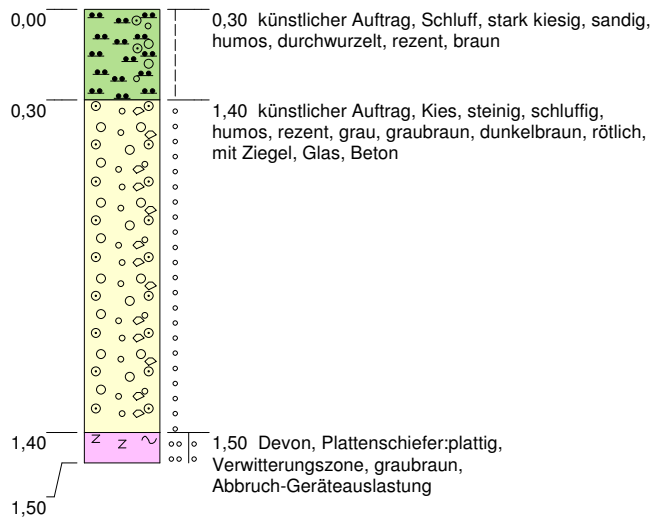 0,00
0,30 künstlicher Auftrag, Schluff, stark kiesig, sandig,
humos, durchwurzelt, rezent, braun
0,30
1,40 künstlicher Auftrag, Kies, steinig, schluffig,
humos, rezent, grau, graubraun, dunkelbraun, rötlich,
mit Ziegel, Glas, Beton
1,40
1,50 Devon, Plattenschiefer:plattig,
Verwitterungszone, graubraun,
Abbruch-Geräteauslastung
1,50